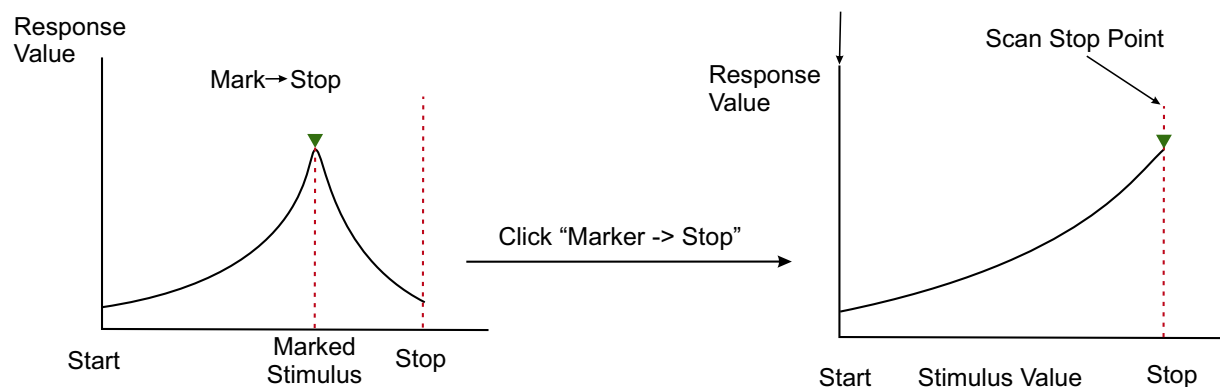 Response
Value
Mark→Stop
Start
Marked
Stimulus
Stop
Click “Marker -> Stop”
Scan Stop Point
Response
Value
Start
Stimulus Value
Stop